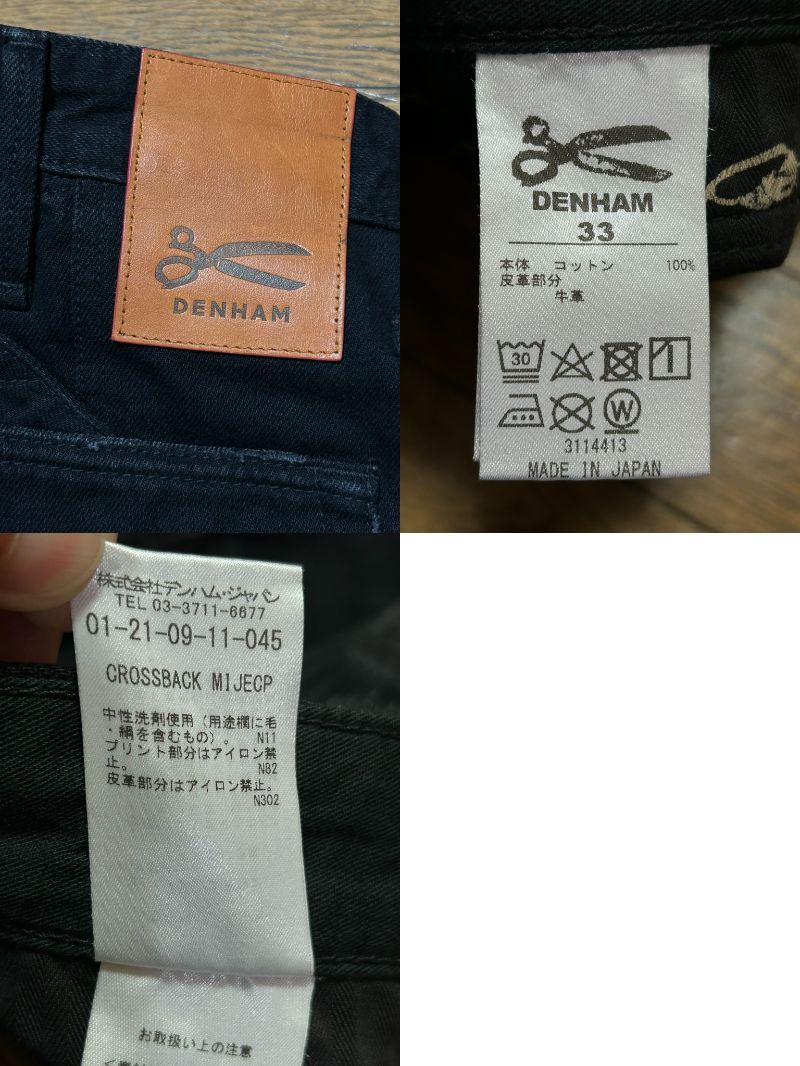 DENHAM
DENHAM
33
本体 コットン 100%
皮革部分
牛革
30
W
3114413
MADE IN JAPAN
株式会社デンハム・ジャパン
TEL 03-3711-6677
01-21-09-11-045
CROSSBACK MIJECP
中性洗剤使用(用途欄に毛
・絹を含むもの)。 N11
プリント部分はアイロン禁
止。 N82
皮革部分はアイロン禁止。
N302
お取扱い上の注意